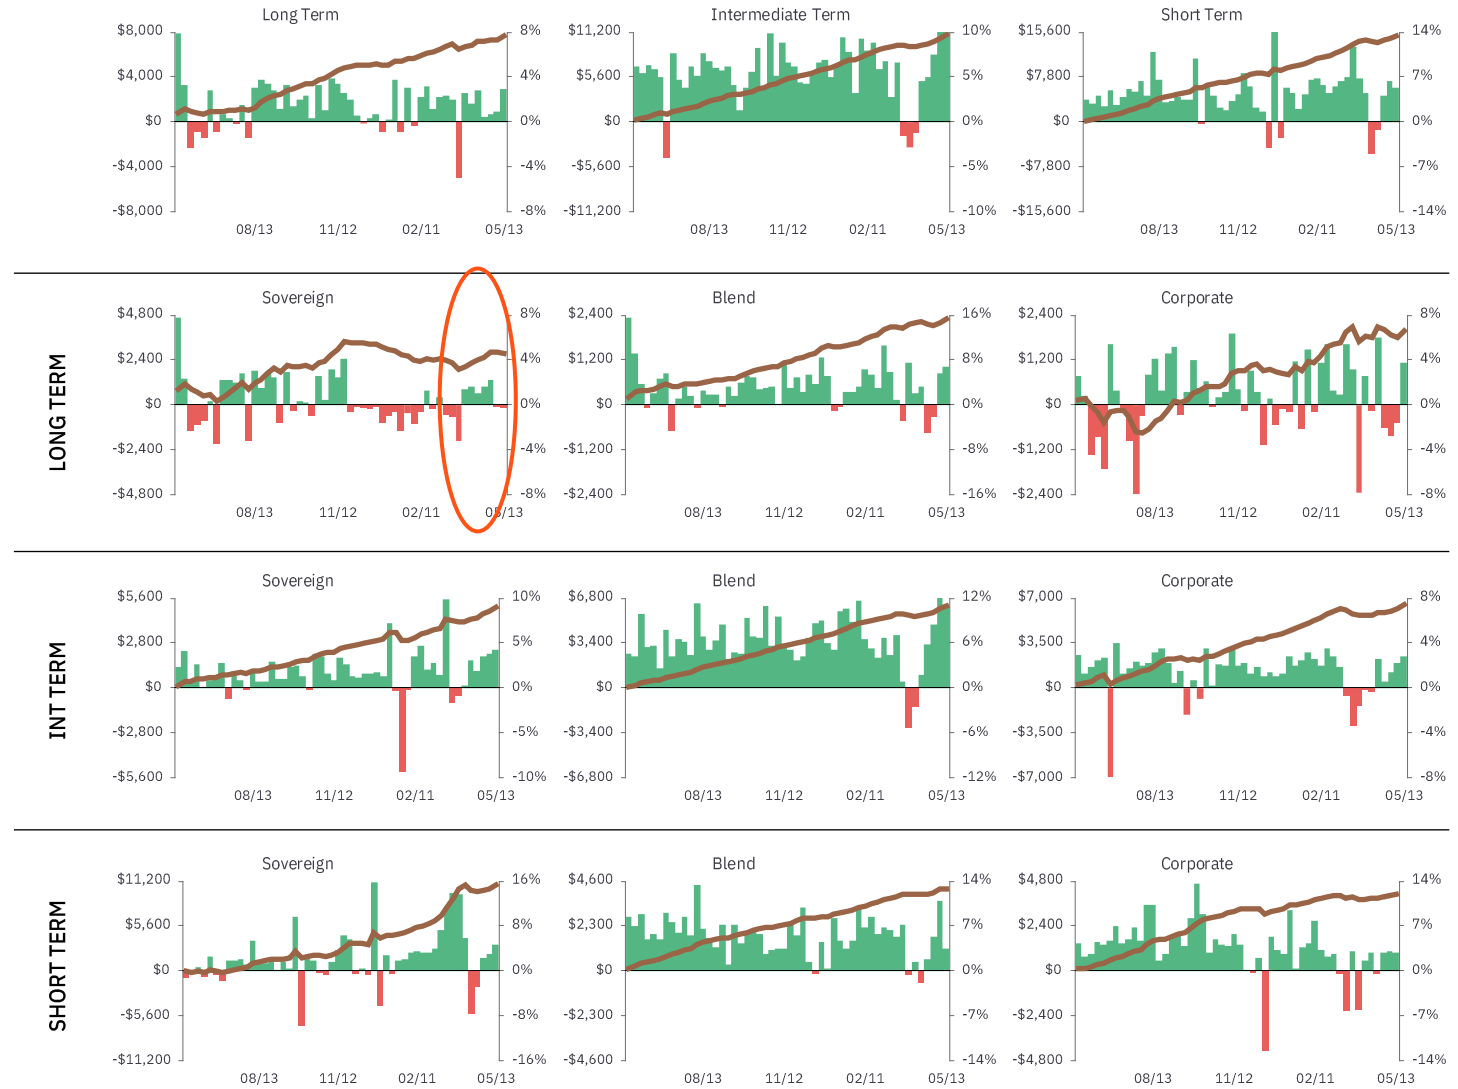 Long Term Intermediate Term Short Term
$8,000 8% $11,200 10% $15,600 14%
$4,000 4% $5,600 5% $7,800 7%
$0 0% $0 0% $0 0%
-$4,000 -4% -$5,600 -5% -$7,800 -7%
-$8,000 -8% -$11,200 -10% -$15,600 -14%
08/13 11/12 02/11 05/13 08/13 11/12 02/11 05/13 08/13 11/12 02/11 05/13
LONG TERM
Sovereign Blend Corporate
$4,800 8% $2,400 16% $2,400 8%
$2,400 4% $1,200 8% $1,200 4%
$0 0% $0 0% $0 0%
-$2,400 -4% -$1,200 -8% -$1,200 -4%
-$4,800 -8% -$2,400 -16% -$2,400 -8%
08/13 11/12 02/11 05/13 08/13 11/12 02/11 05/13 08/13 11/12 02/11 05/13
INT TERM
Sovereign Blend Corporate
$5,600 10% $6,800 12% $7,000 8%
$2,800 5% $3,400 6% $3,500 4%
$0 0% $0 0% $0 0%
-$2,800 -5% -$3,400 -6% -$3,500 -4%
-$5,600 -10% -$6,800 -12% -$7,000 -8%
08/13 11/12 02/11 05/13 08/13 11/12 02/11 05/13 08/13 11/12 02/11 05/13
SHORT TERM
Sovereign Blend Corporate
$11,200 16% $4,600 14% $4,800 14%
$5,600 8% $2,300 7% $2,400 7%
$0 0% $0 0% $0 0%
-$5,600 -8% -$2,300 -7% -$2,400 -7%
-$11,200 -16% -$4,600 -14% -$4,800 -14%
08/13 11/12 02/11 05/13 08/13 11/12 02/11 05/13 08/13 11/12 02/11 05/13